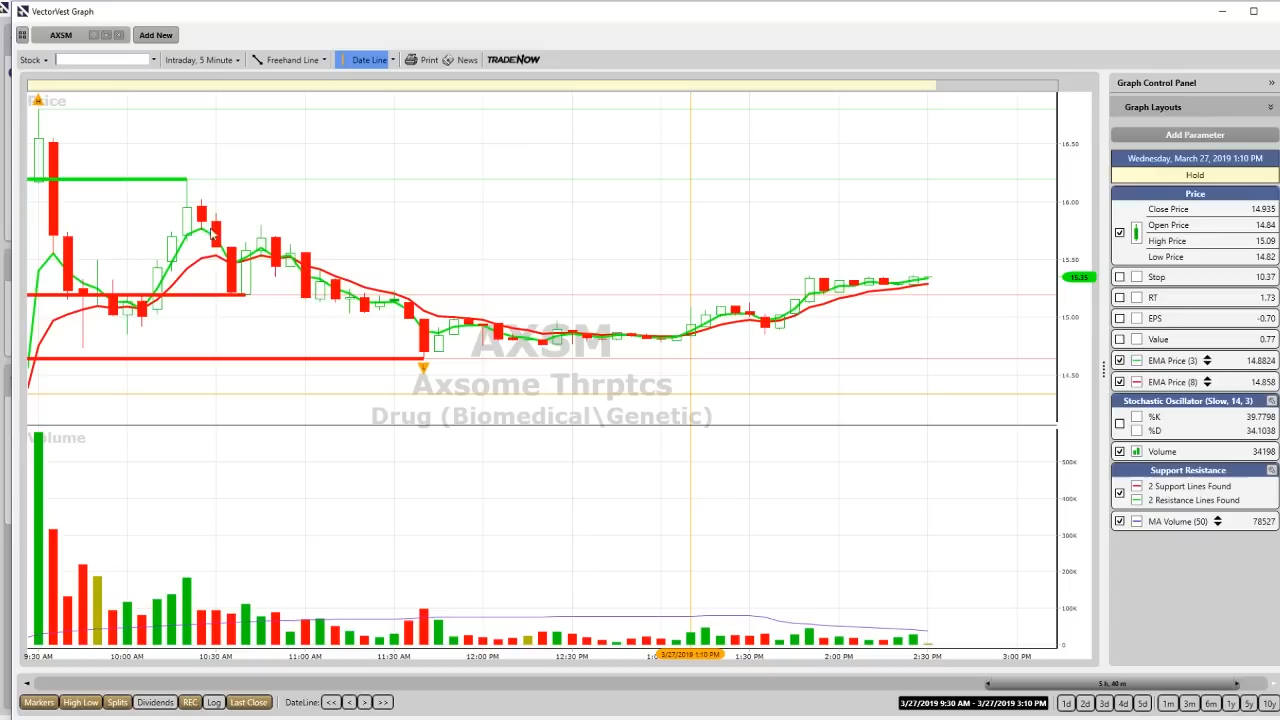 VectorVest Graph
AXSM Add New
Stock Intraday, 5 Minute Freehand Line Date Line Print News TRADENOW
Price
16.50
16.00
15.50
15.35
15.00
14.50
AXSM
Axsome Thrptcs
Drug (Biomedical\Genetic)
Volume
500K
400K
300K
200K
100K
0
9:30 AM 10:00 AM 10:30 AM 11:00 AM 11:30 AM 12:00 PM 12:30 PM 1:0 3/27/2019 1:10 PM 1:30 PM 2:00 PM 2:30 PM 3:00 PM
5 h, 40 m
Markers High Low Splits Dividends REC Log Last Close DateLine: << < > >> 3/27/2019 9:30 AM - 3/27/2019 3:10 PM 1d 2d 3d 4d 5d 1m 3m 6m 1y 5y 10y
Graph Control Panel »
Graph Layouts
Add Parameter
Wednesday, March 27, 2019 1:10 PM
Hold
Price
Close Price 14.935
Open Price 14.84
High Price 15.09
Low Price 14.82
Stop 10.37
RT 1.73
EPS -0.70
Value 0.77
EMA Price (3) 14.8824
EMA Price (8) 14.858
Stochastic Oscillator (Slow, 14, 3)
%K 39.7798
%D 34.1038
Volume 34198
Support Resistance
2 Support Lines Found
2 Resistance Lines Found
MA Volume (50) 78527